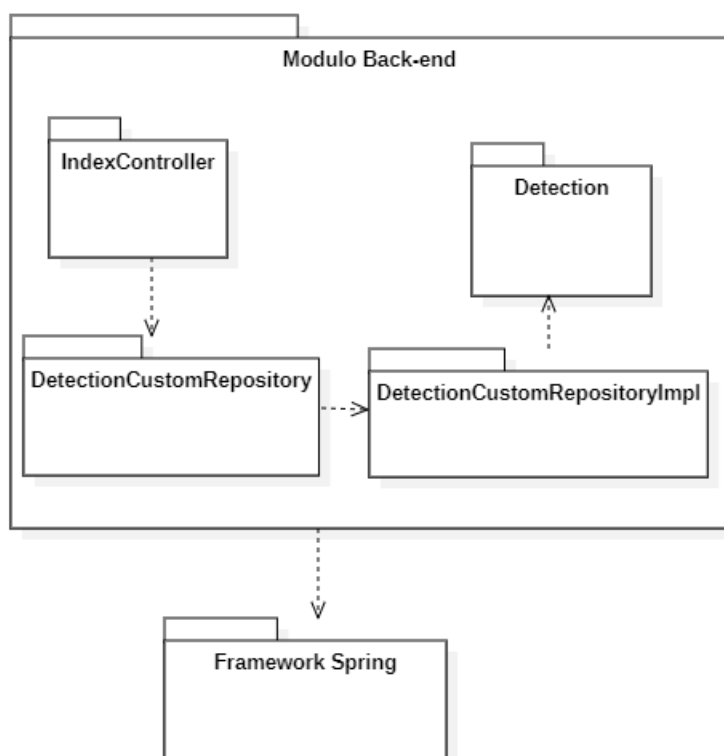 Modulo Back-end
IndexController
Detection
DetectionCustomRepository
DetectionCustomRepositoryImpl
Framework Spring